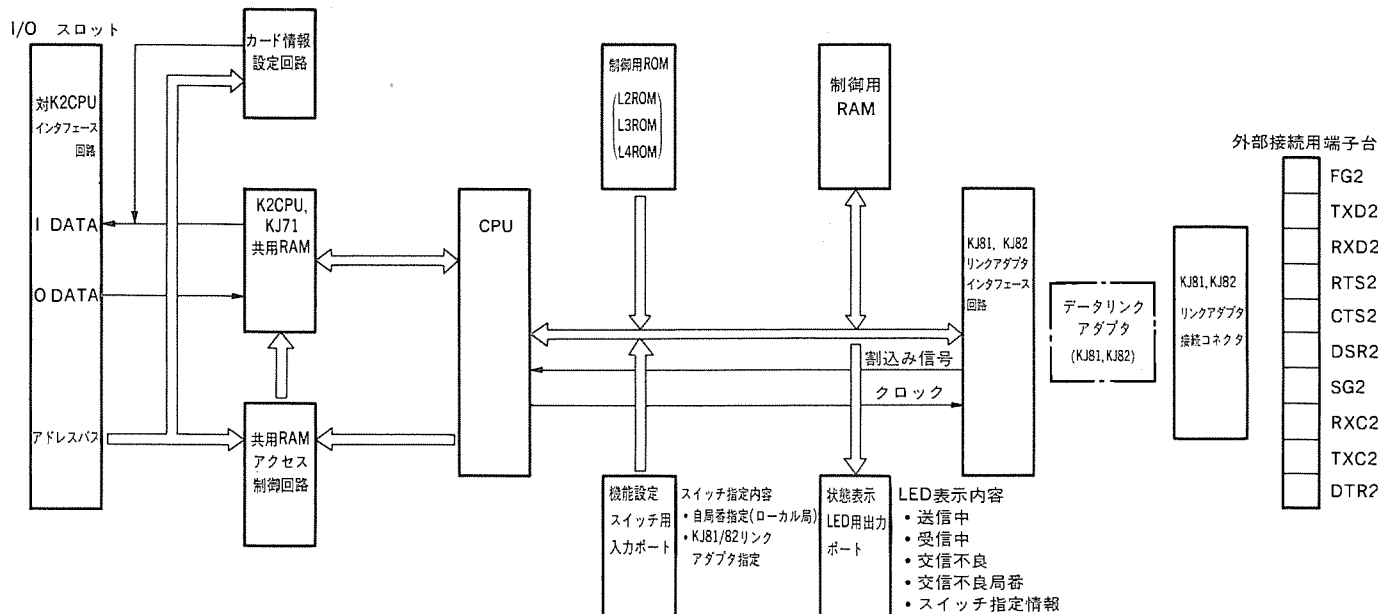 I/O スロット
対K2CPU
インタフェース
回路
I DATA
O DATA
アドレスバス
カード情報
設定回路
K2CPU,
KJ71
共用RAM
共用RAM
アクセス
制御回路
CPU
制御用ROM
L2ROM
L3ROM
L4ROM
制御用
RAM
割込み信号
クロック
機能設定
スイッチ用
入力ポート
スイッチ指定内容
・自局番指定(ローカル局)
・KJ81/82リンク
アダプタ指定
状態表示
LED用出力
ポート
LED表示内容
・送信中
・受信中
・交信不良
・交信不良局番
・スイッチ指定情報
KJ81, KJ82
リンクアダプタ
インタフェース
回路
データリンク
アダプタ
(KJ81,KJ82)
KJ81,KJ82
リンクアダプタ
接続コネクタ
外部接続用端子台
FG2
TXD2
RXD2
RTS2
CTS2
DSR2
SG2
RXC2
TXC2
DTR2